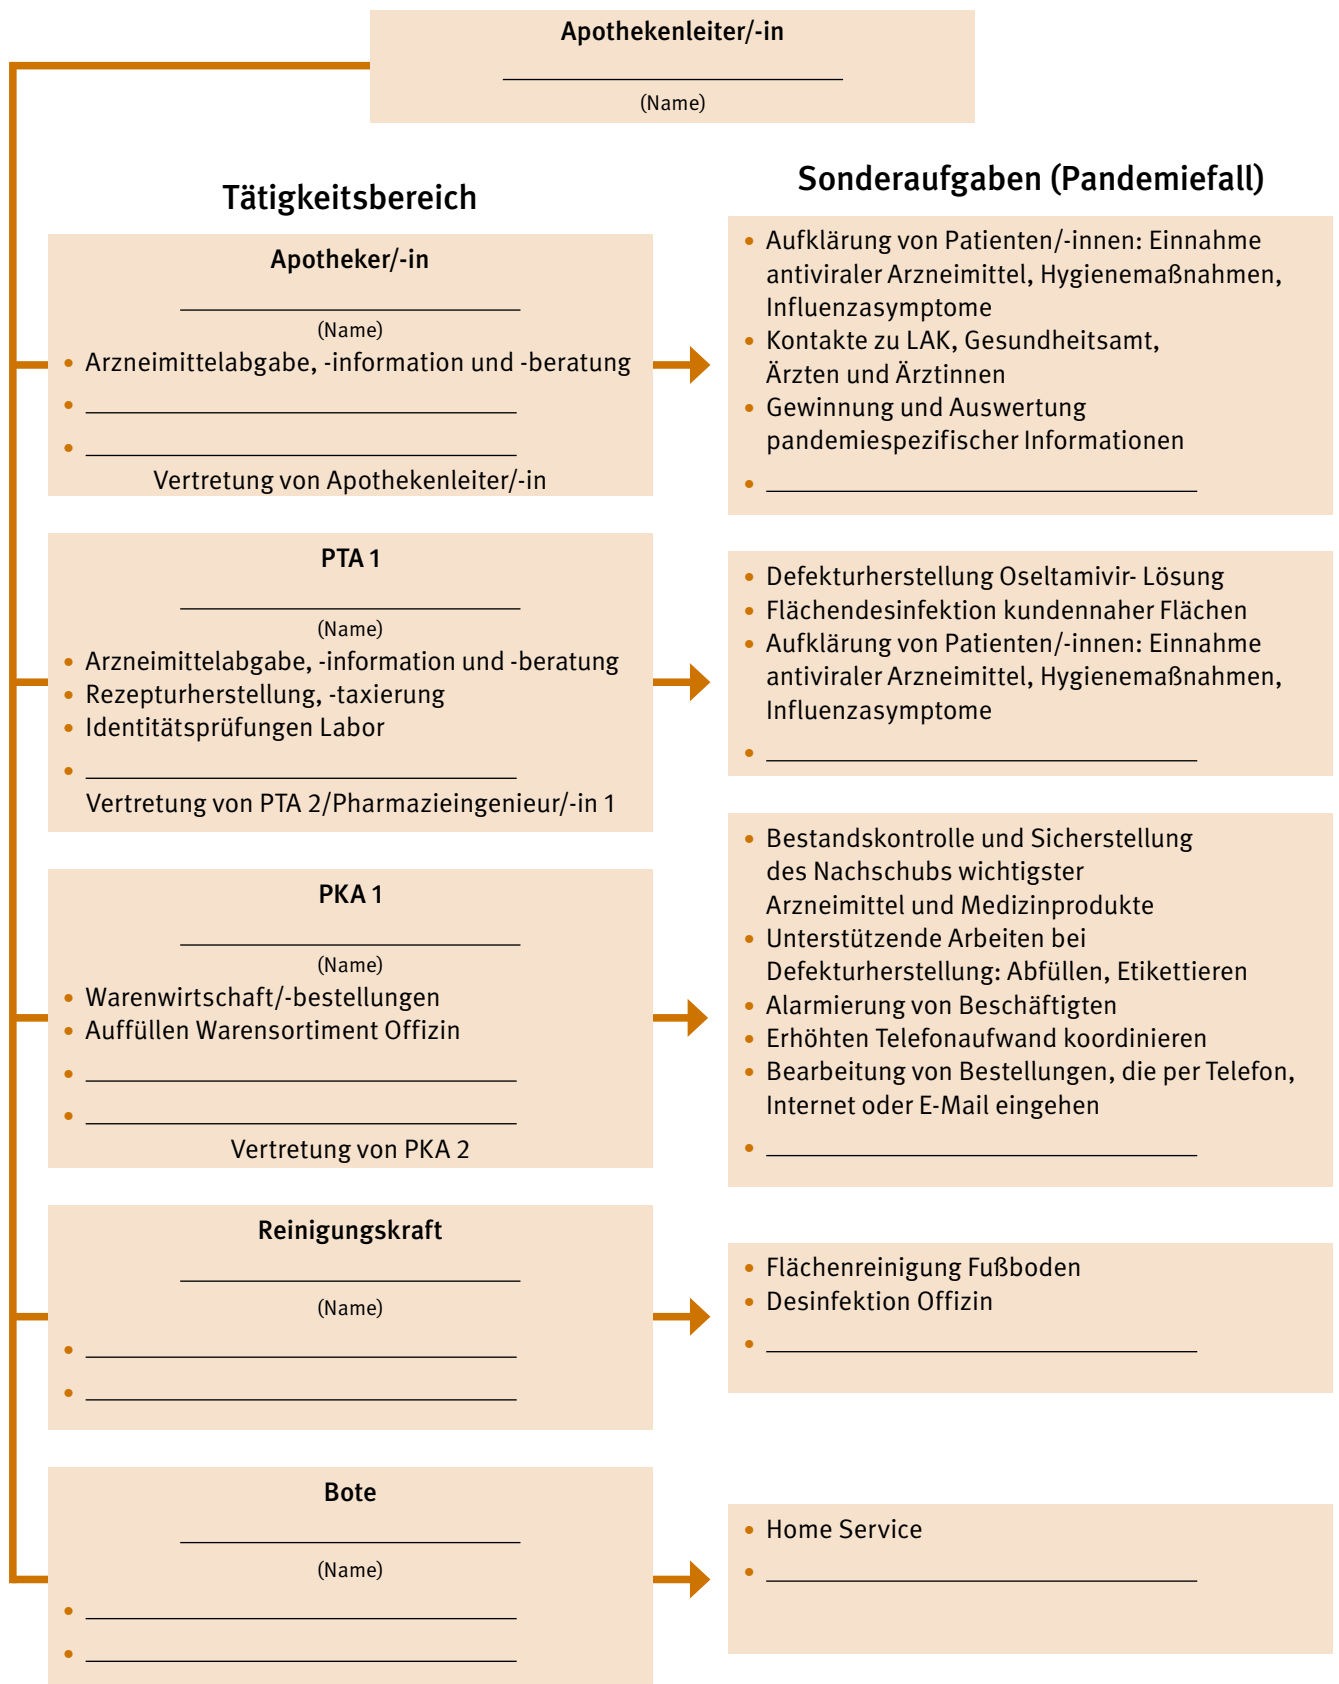 Apothekenleiter/-in
(Name)
Tätigkeitsbereich
Sonderaufgaben (Pandemiefall)
Apotheker/-in
(Name)
• Arzneimittelabgabe, -information und -beratung
•
•
Vertretung von Apothekenleiter/-in
• Aufklärung von Patienten/-innen: Einnahme
antiviraler Arzneimittel, Hygienemaßnahmen,
Influenzasymptome
• Kontakte zu LAK, Gesundheitsamt,
Ärzten und Ärztinnen
• Gewinnung und Auswertung
pandemiespezifischer Informationen
•
PTA 1
(Name)
• Arzneimittelabgabe, -information und -beratung
• Rezepturherstellung, -taxierung
• Identitätsprüfungen Labor
•
Vertretung von PTA 2/Pharmazieingenieur/-in 1
• Defekturherstellung Oseltamivir- Lösung
• Flächendesinfektion kundennaher Flächen
• Aufklärung von Patienten/-innen: Einnahme
antiviraler Arzneimittel, Hygienemaßnahmen,
Influenzasymptome
•
PKA 1
(Name)
• Warenwirtschaft/-bestellungen
• Auffüllen Warensortiment Offizin
•
•
Vertretung von PKA 2
• Bestandskontrolle und Sicherstellung
des Nachschubs wichtigster
Arzneimittel und Medizinprodukte
• Unterstützende Arbeiten bei
Defekturherstellung: Abfüllen, Etikettieren
• Alarmierung von Beschäftigten
• Erhöhten Telefonaufwand koordinieren
• Bearbeitung von Bestellungen, die per Telefon,
Internet oder E-Mail eingehen
•
Reinigungskraft
(Name)
•
•
• Flächenreinigung Fußboden
• Desinfektion Offizin
•
Bote
(Name)
•
•
• Home Service
•